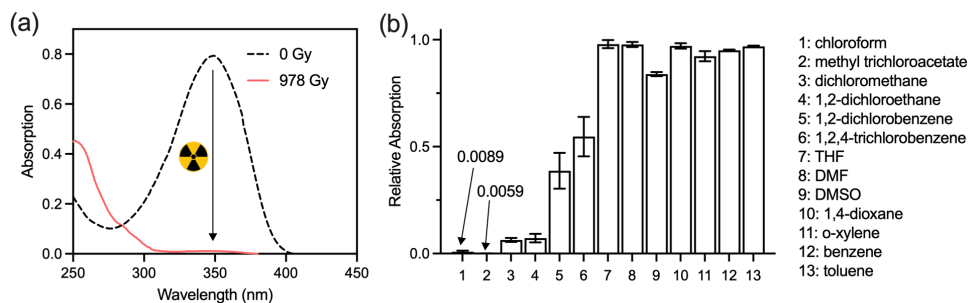 (a)
0 Gy
978 Gy
Absorption
0.8
0.6
0.4
0.2
0.0
250
300
350
400
450
Wavelength (nm)
(b)
Relative Absorption
1.0
0.5
0.0
0.0089
0.0059
1
2
3
4
5
6
7
8
9
10
11
12
13
1: chloroform
2: methyl trichloroacetate
3: dichloromethane
4: 1,2-dichloroethane
5: 1,2-dichlorobenzene
6: 1,2,4-trichlorobenzene
7: THF
8: DMF
9: DMSO
10: 1,4-dioxane
11: o-xylene
12: benzene
13: toluene